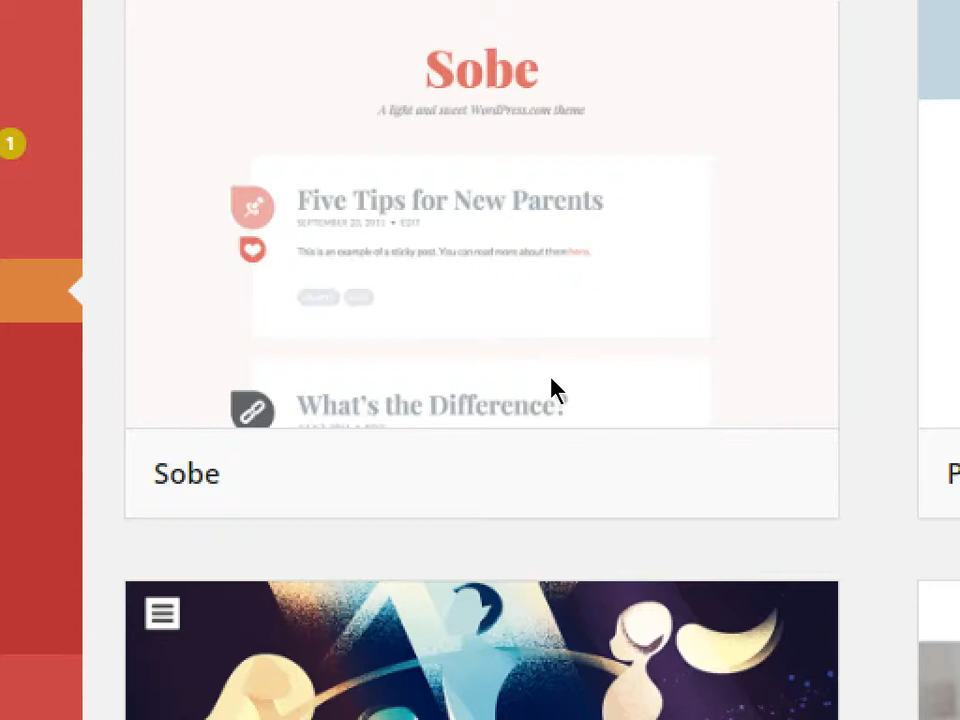 Sobe
A light and sweet WordPress.com theme
1
Five Tips for New Parents
SEPTEMBER 20, 2011 • EDIT
This is an example of a sticky post. You can read more about them here.
What's the Difference?
Sobe
P